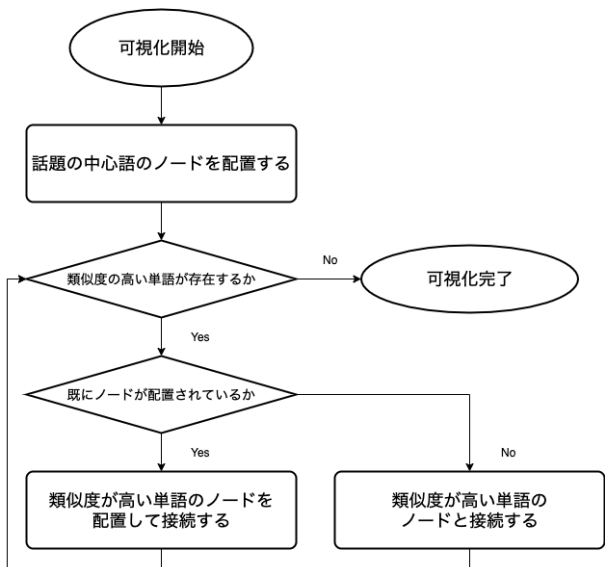 可視化開始
話題の中心語のノードを配置する
類似度の高い単語が存在するか
No
可視化完了
Yes
既にノードが配置されているか
Yes
No
類似度が高い単語のノードを
配置して接続する
類似度が高い単語の
ノードと接続する